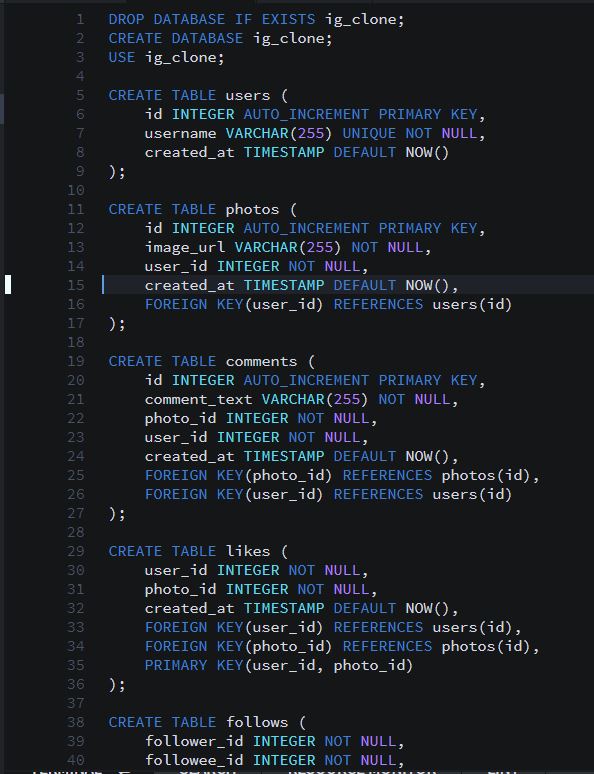 1 DROP DATABASE IF EXISTS ig_clone;
2 CREATE DATABASE ig_clone;
3 USE ig_clone;
4
5 CREATE TABLE users (
6 id INTEGER AUTO_INCREMENT PRIMARY KEY,
7 username VARCHAR(255) UNIQUE NOT NULL,
8 created_at TIMESTAMP DEFAULT NOW()
9 );
10
11 CREATE TABLE photos (
12 id INTEGER AUTO_INCREMENT PRIMARY KEY,
13 image_url VARCHAR(255) NOT NULL,
14 user_id INTEGER NOT NULL,
15 created_at TIMESTAMP DEFAULT NOW(),
16 FOREIGN KEY(user_id) REFERENCES users(id)
17 );
18
19 CREATE TABLE comments (
20 id INTEGER AUTO_INCREMENT PRIMARY KEY,
21 comment_text VARCHAR(255) NOT NULL,
22 photo_id INTEGER NOT NULL,
23 user_id INTEGER NOT NULL,
24 created_at TIMESTAMP DEFAULT NOW(),
25 FOREIGN KEY(photo_id) REFERENCES photos(id),
26 FOREIGN KEY(user_id) REFERENCES users(id)
27 );
28
29 CREATE TABLE likes (
30 user_id INTEGER NOT NULL,
31 photo_id INTEGER NOT NULL,
32 created_at TIMESTAMP DEFAULT NOW(),
33 FOREIGN KEY(user_id) REFERENCES users(id),
34 FOREIGN KEY(photo_id) REFERENCES photos(id),
35 PRIMARY KEY(user_id, photo_id)
36 );
37
38 CREATE TABLE follows (
39 follower_id INTEGER NOT NULL,
40 followee_id INTEGER NOT NULL,